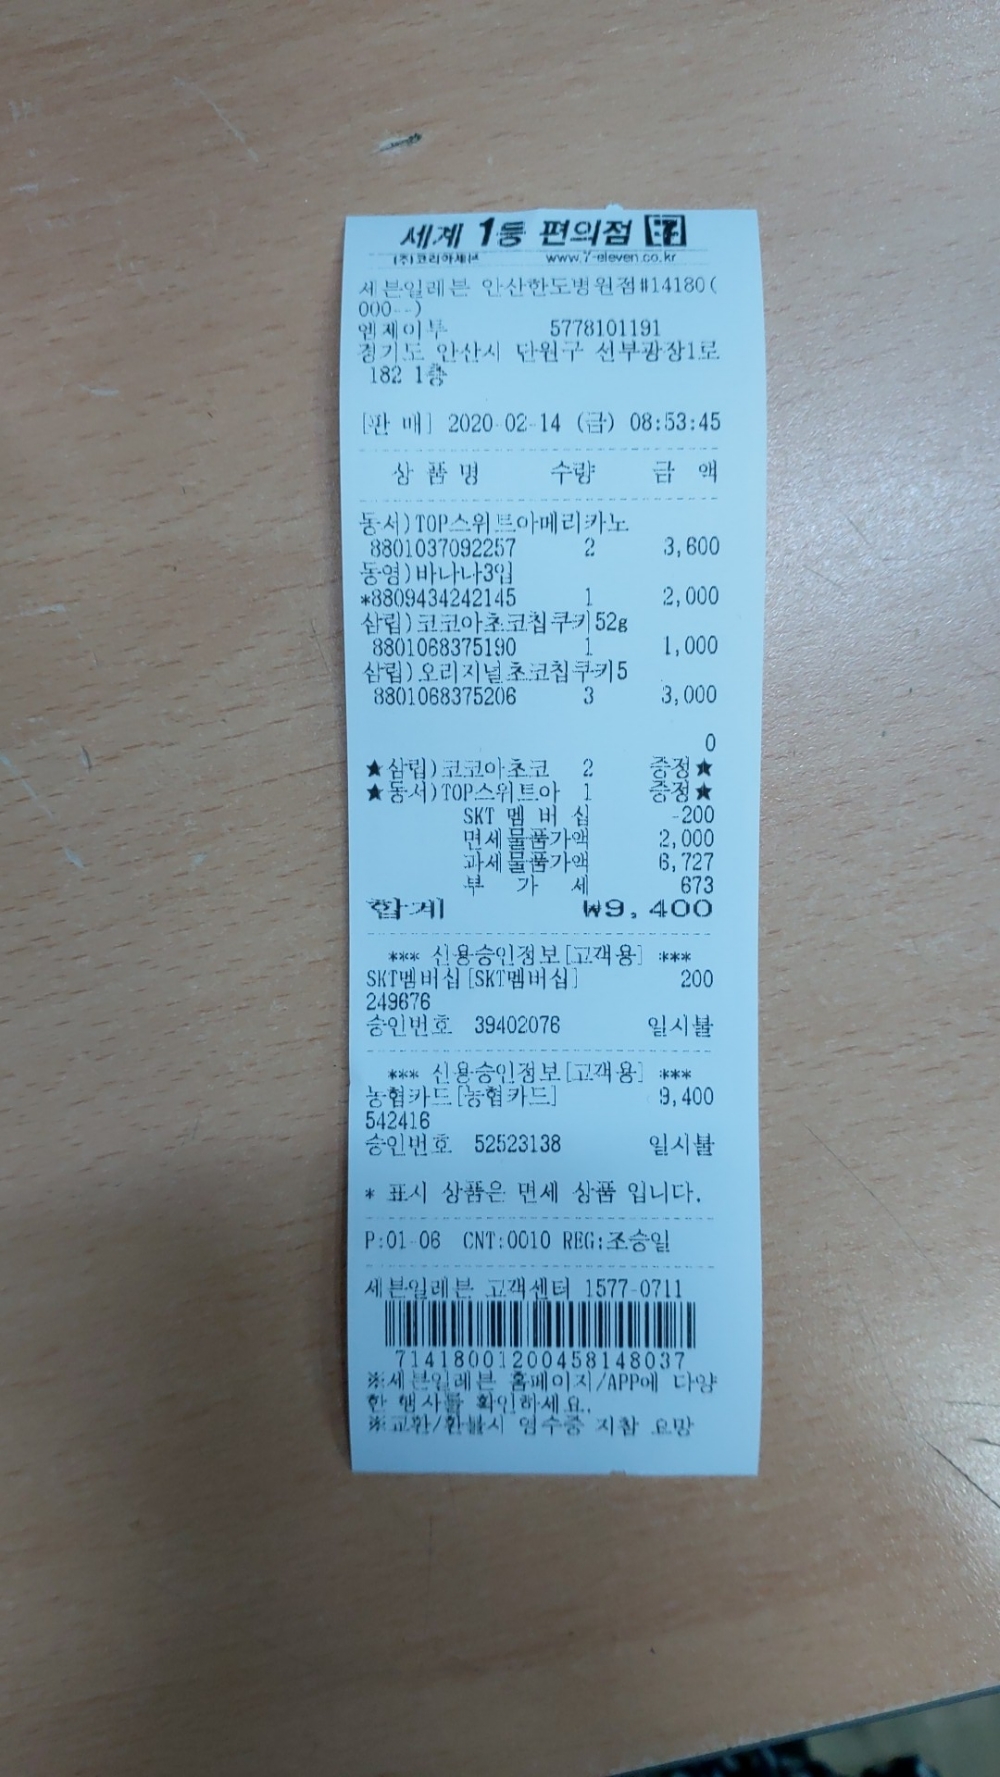 세계 1등 편의점
(주)코리아세븐 www.7-eleven.co.kr
세븐일레븐 안산한도병원점#14180(
000--)
엠제이투 5778101191
경기도 안산시 단원구 선부광장1로
182 1층
[판 매] 2020-02-14 (금) 08:53:45
상 품 명 수량 금 액
동서)TOP스위트아메리카노
8801037092257 2 3,600
동영)바나나3입
*8809434242145 1 2,000
삼립)코코아초코칩쿠키52g
8801068375190 1 1,000
삼립)오리지널초코칩쿠키5
8801068375206 3 3,000
0
★삼립)코코아초코 2 증정★
★동서)TOP스위트아 1 증정★
SKT 멤 버 십 -200
면세물품가액 2,000
과세물품가액 6,727
부 가 세 673
합계 ₩9,400
*** 신용승인정보[고객용] ***
SKT멤버십[SKT멤버십] 200
249676
승인번호 39402076 일시불
*** 신용승인정보[고객용] ***
농협카드[농협카드] 9,400
542416
승인번호 52523138 일시불
* 표시 상품은 면세 상품 입니다.
P:01-06 CNT:0010 REG:조승일
세븐일레븐 고객센터 1577-0711
71418001200458148037
※세븐일레븐 홈페이지/APP에 다양
한 행사를 확인하세요.
※교환/환불시 영수증 지참 요망